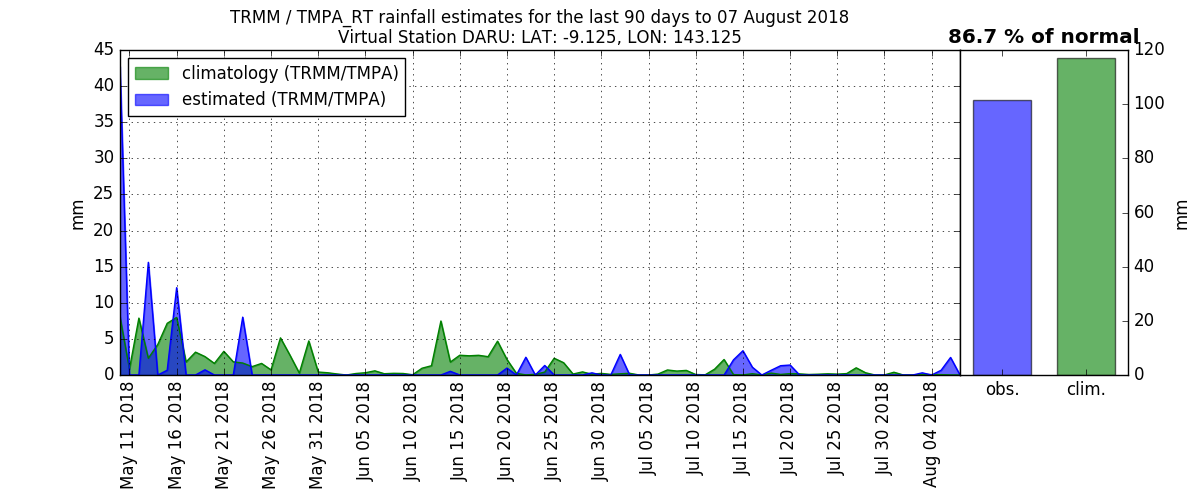 TRMM / TMPA_RT rainfall estimates for the last 90 days to 07 August 2018
Virtual Station DARU: LAT: -9.125, LON: 143.125
86.7 % of normal
climatology (TRMM/TMPA)
estimated (TRMM/TMPA)
mm
45
40
35
30
25
20
15
10
5
0
May 11 2018
May 16 2018
May 21 2018
May 26 2018
May 31 2018
Jun 05 2018
Jun 10 2018
Jun 15 2018
Jun 20 2018
Jun 25 2018
Jun 30 2018
Jul 05 2018
Jul 10 2018
Jul 15 2018
Jul 20 2018
Jul 25 2018
Jul 30 2018
Aug 04 2018
obs.
clim.
120
100
80
60
40
20
0
mm